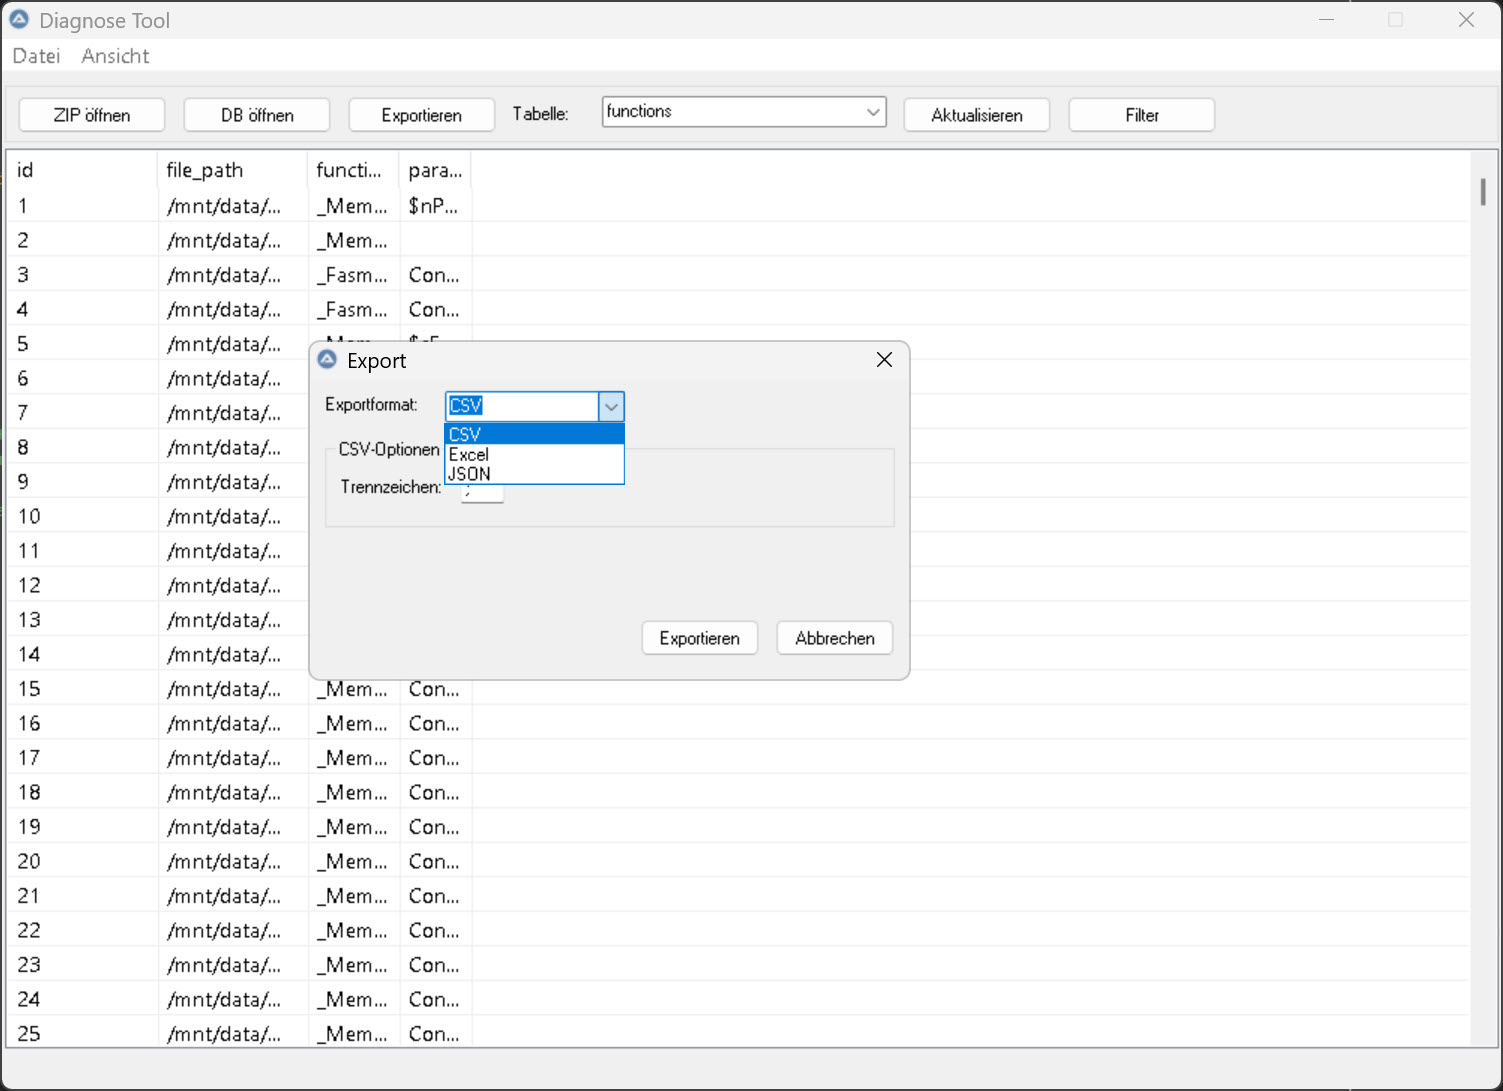 Diagnose Tool
Datei Ansicht
ZIP öffnen DB öffnen Exportieren Tabelle: functions Aktualisieren Filter
id file_path functi... para...
1 /mnt/data/... _Mem... $nP...
2 /mnt/data/... _Mem...
3 /mnt/data/... _Fasm... Con...
4 /mnt/data/... _Fasm... Con...
5 /mnt/data/...
6 /mnt/data/...
7 /mnt/data/...
8 /mnt/data/...
9 /mnt/data/...
10 /mnt/data/...
11 /mnt/data/...
12 /mnt/data/...
13 /mnt/data/...
14 /mnt/data/...
15 /mnt/data/... _Mem... Con...
16 /mnt/data/... _Mem... Con...
17 /mnt/data/... _Mem... Con...
18 /mnt/data/... _Mem... Con...
19 /mnt/data/... _Mem... Con...
20 /mnt/data/... _Mem... Con...
21 /mnt/data/... _Mem... Con...
22 /mnt/data/... _Mem... Con...
23 /mnt/data/... _Mem... Con...
24 /mnt/data/... _Mem... Con...
25 /mnt/data/... _Mem... Con...
Export
Exportformat: CSV
CSV
Excel
JSON
CSV-Optionen
Trennzeichen:
Exportieren Abbrechen